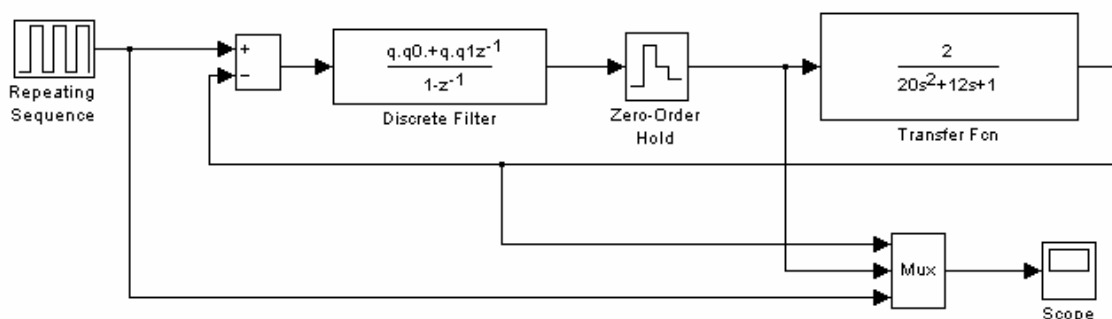 Repeating
Sequence
+
−
q.q0.+q.q1z⁻¹
1-z⁻¹
Discrete Filter
Zero-Order
Hold
2
20s²+12s+1
Transfer Fcn
Mux
Scope